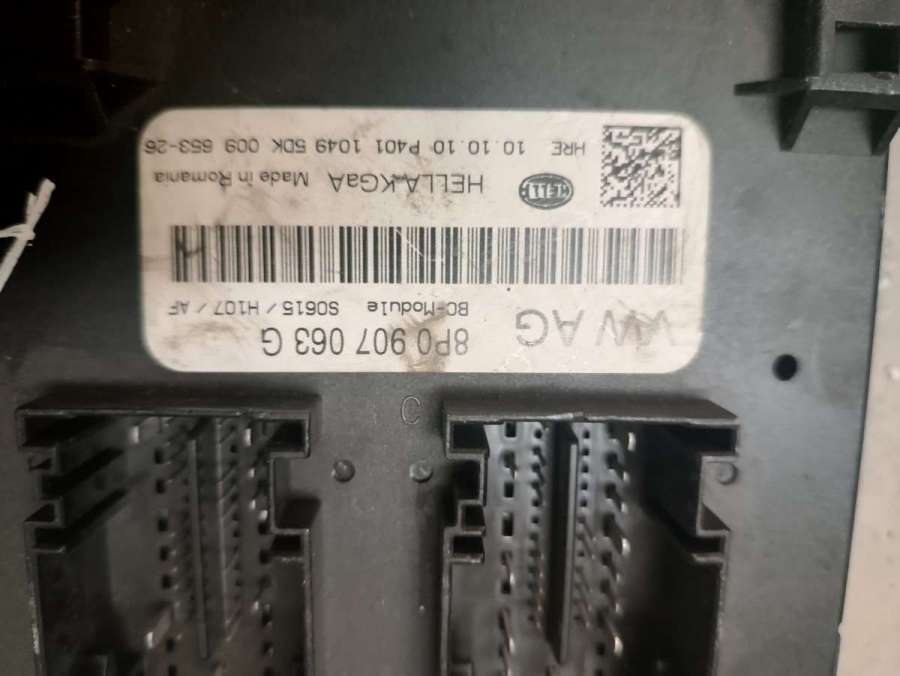 VW AG 8P0 907 063 G
BC-Module S0615 / H107 / AF
HELLA HELLA KGaA Made in Romania
HRE 10.10.10 P401 1049 5DK 009 653-26
C